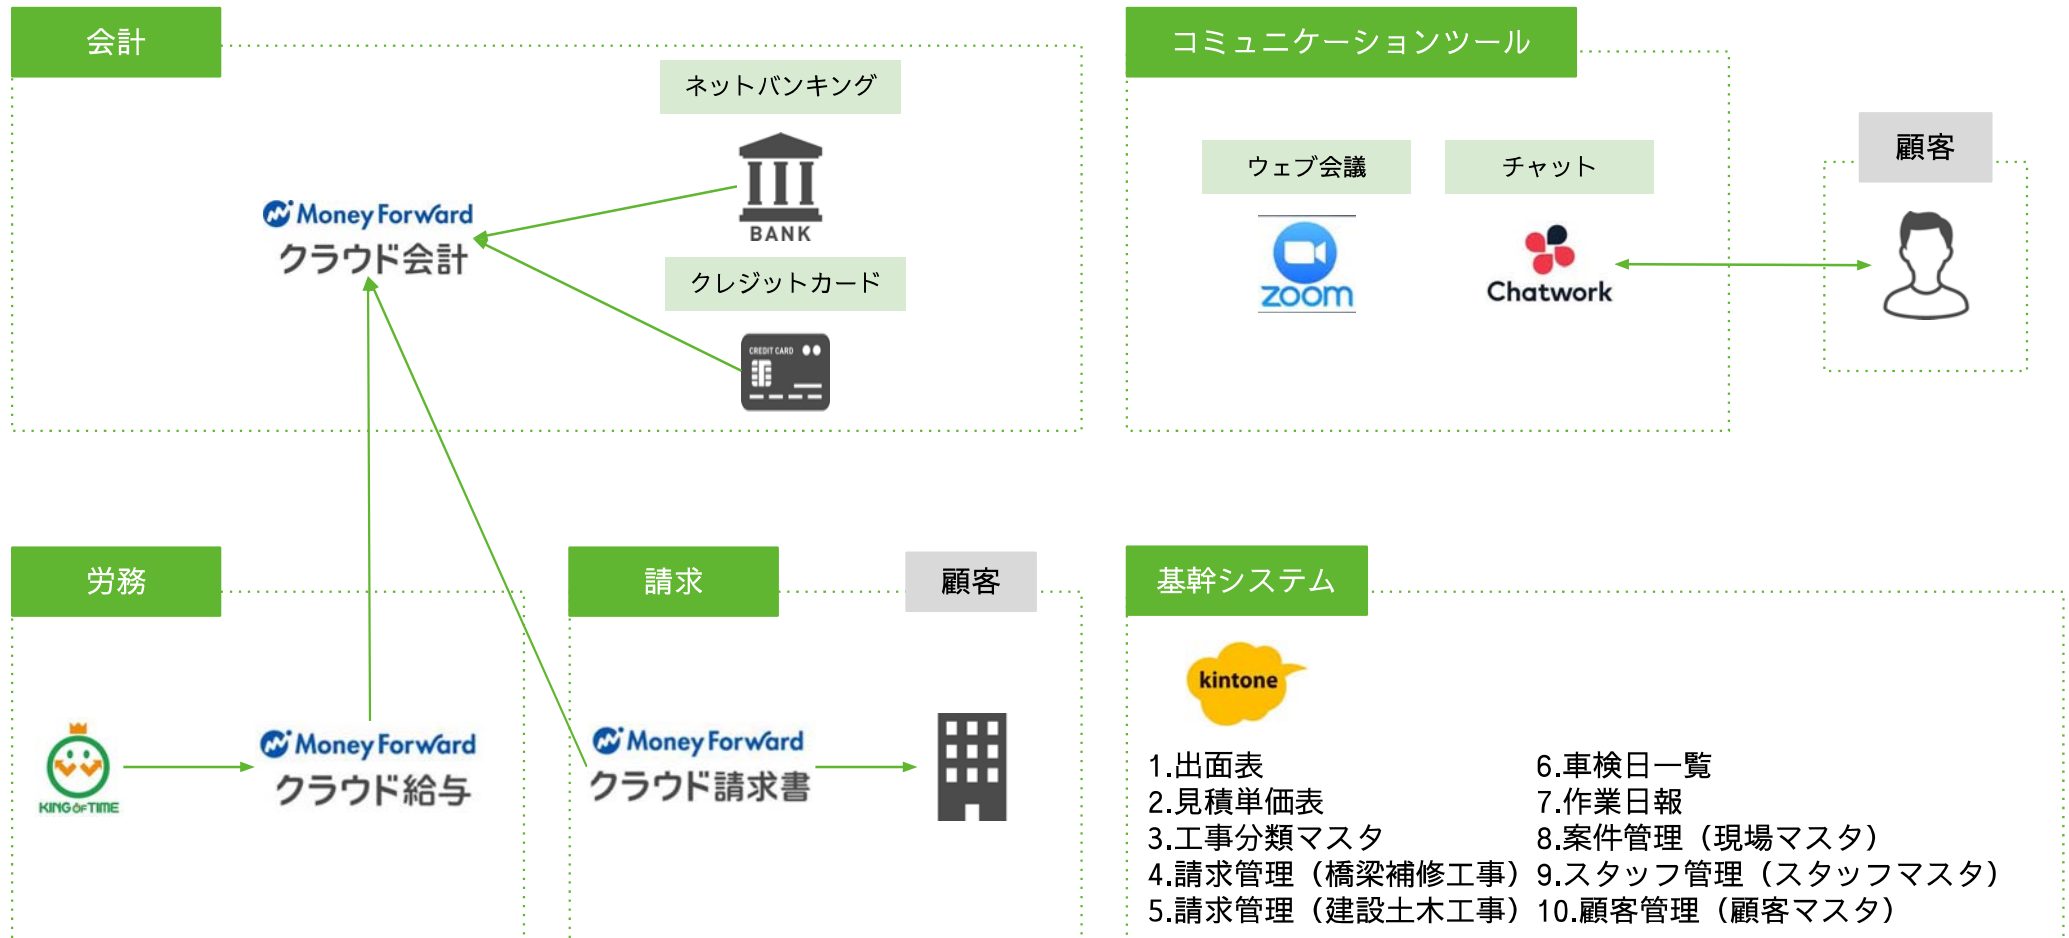 会計
ネットバンキング
BANK
Money Forward
クラウド会計
クレジットカード
CREDIT CARD
コミュニケーションツール
ウェブ会議
チャット
zoom
Chatwork
顧客
労務
KING OF TIME
Money Forward
クラウド給与
請求
顧客
Money Forward
クラウド請求書
基幹システム
kintone
1.出面表
2.見積単価表
3.工事分類マスタ
4.請求管理（橋梁補修工事）
5.請求管理（建設土木工事）
6.車検日一覧
7.作業日報
8.案件管理（現場マスタ）
9.スタッフ管理（スタッフマスタ）
10.顧客管理（顧客マスタ）